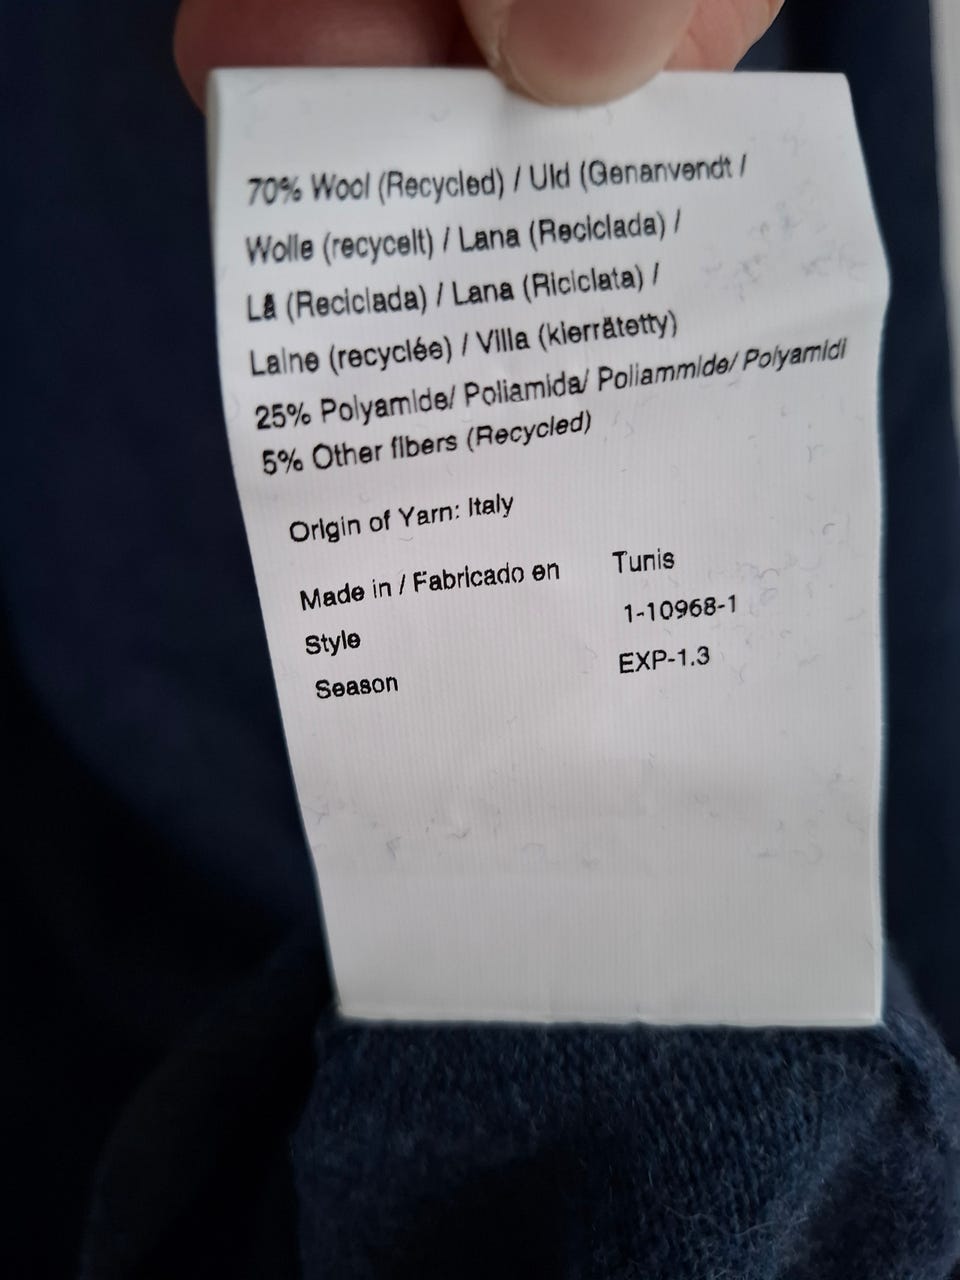 70% Wool (Recycled) / Uld (Genanvendt /
Wolle (recycelt) / Lana (Reciclada) /
Lã (Reciclada) / Lana (Riciclata) /
Laine (recyclée) / Villa (kierrätetty)
25% Polyamide/ Poliamida/ Poliammide/ Polyamidi
5% Other fibers (Recycled)
Origin of Yarn: Italy
Made in / Fabricado en Tunis
Style 1-10968-1
Season EXP-1.3